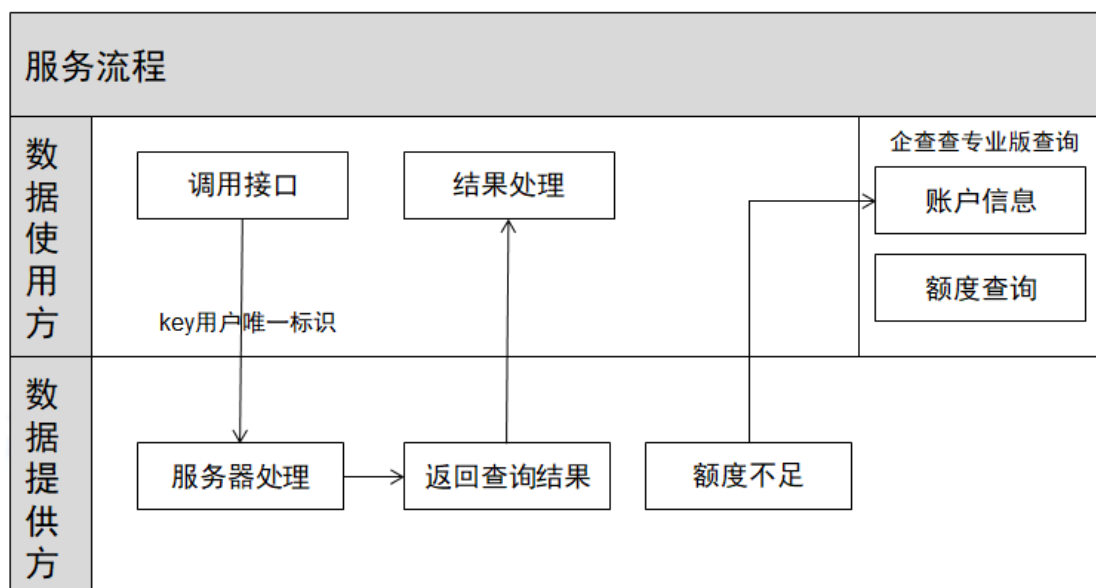 服务流程
数据使用方
调用接口
结果处理
企查查专业版查询
账户信息
额度查询
key用户唯一标识
数据提供方
服务器处理
返回查询结果
额度不足